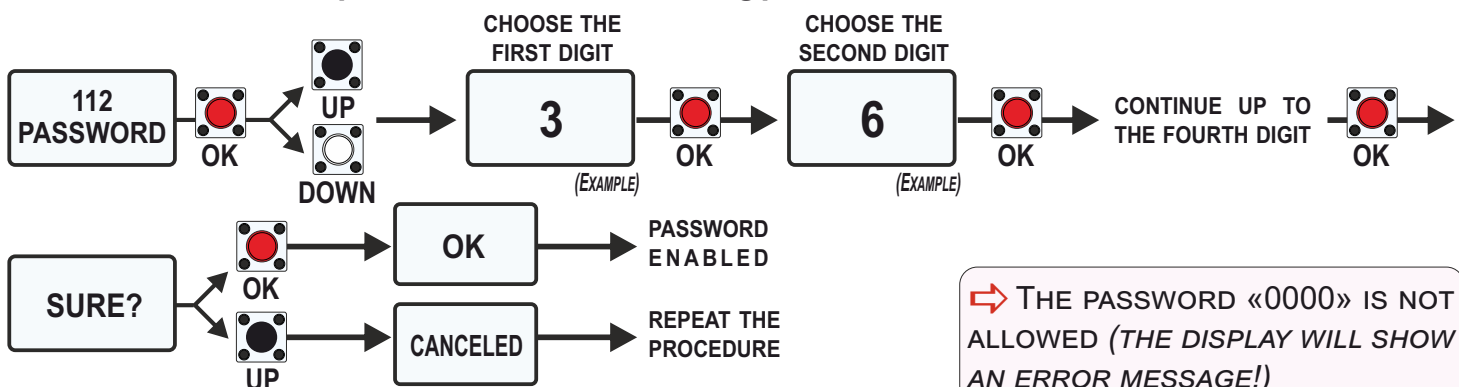 CHOOSE THE
FIRST DIGIT
CHOOSE THE
SECOND DIGIT
112
PASSWORD
OK
UP
DOWN
3
(EXAMPLE)
OK
6
(EXAMPLE)
OK
CONTINUE UP TO
THE FOURTH DIGIT
OK
SURE?
OK
UP
OK
PASSWORD
ENABLED
CANCELED
REPEAT THE
PROCEDURE
THE PASSWORD «0000» IS NOT
ALLOWED (THE DISPLAY WILL SHOW
AN ERROR MESSAGE!)